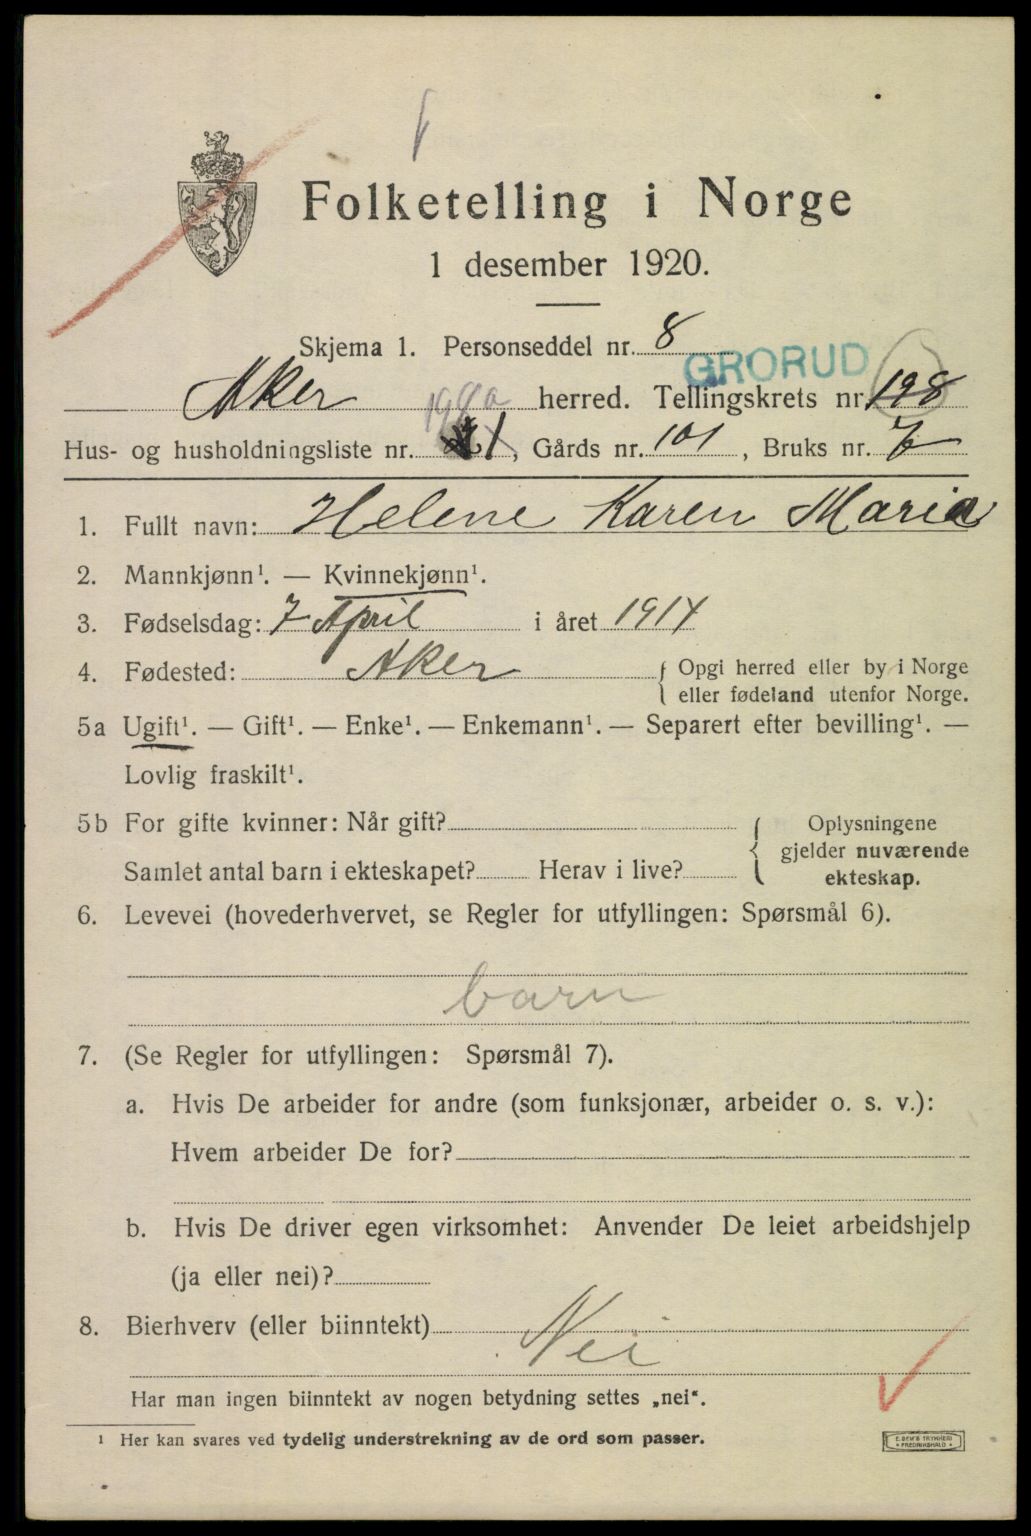 Folketelling i Norge
1 desember 1920.
Skjema 1. Personseddel nr. 8
GRORUD
198a
Aker herred. Tellingskrets nr. 198
Hus- og husholdningsliste nr. 1, Gårds nr. 101, Bruks nr. 7
1. Fullt navn: Helene Karen Maria
2. Mannkjønn¹. — Kvinnekjønn¹.
3. Fødselsdag: 7 April i året 1914
4. Fødested: Aker { Opgi herred eller by i Norge
eller fødeland utenfor Norge.
5a Ugift¹. — Gift¹. — Enke¹. — Enkemann¹. — Separert efter bevilling¹. —
Lovlig fraskilt¹.
5b For gifte kvinner: Når gift? { Oplysningene
gjelder nuværende
Samlet antal barn i ekteskapet? Herav i live? ekteskap.
6. Levevei (hovederhvervet, se Regler for utfyllingen: Spørsmål 6).
barn
7. (Se Regler for utfyllingen: Spørsmål 7).
a. Hvis De arbeider for andre (som funksjonær, arbeider o. s. v.):
Hvem arbeider De for?
b. Hvis De driver egen virksomhet: Anvender De leiet arbeidshjelp
(ja eller nei)?
8. Bierhverv (eller biinntekt)
Nei
Har man ingen biinntekt av nogen betydning settes „nei“.
¹ Her kan svares ved tydelig understrekning av de ord som passer.
E. SEM'S TRYKKERI
• FREDRIKSHALD •